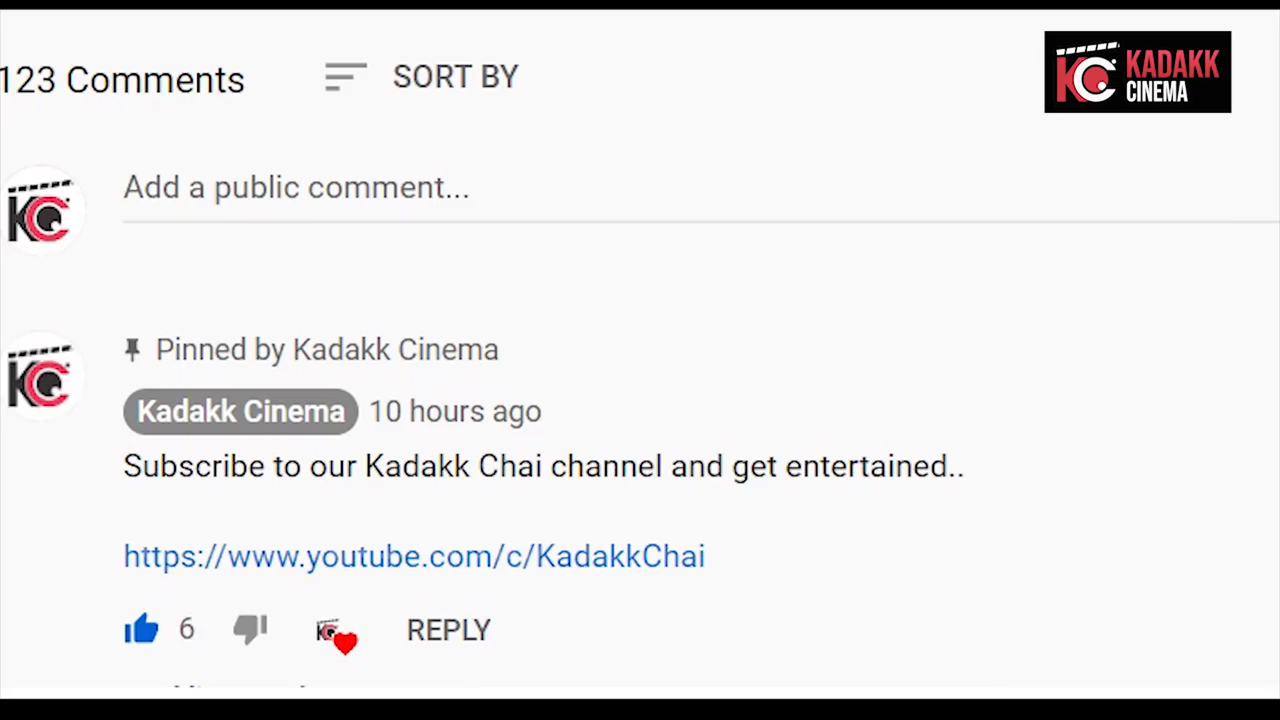 123 Comments
SORT BY
KADAKK
CINEMA
Add a public comment...
Pinned by Kadakk Cinema
Kadakk Cinema 10 hours ago
Subscribe to our Kadakk Chai channel and get entertained..
https://www.youtube.com/c/KadakkChai
6
REPLY